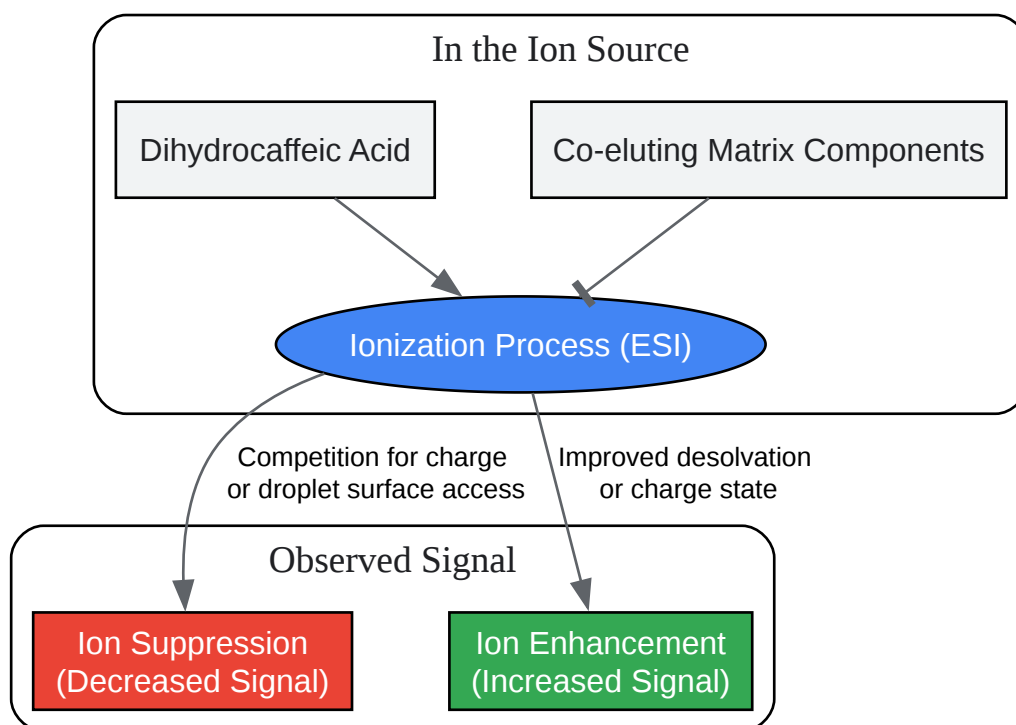 In the Ion Source
Dihydrocaffeic Acid
Co-eluting Matrix Components
Ionization Process (ESI)
Competition for charge
or droplet surface access
Improved desolvation
or charge state
Observed Signal
Ion Suppression
(Decreased Signal)
Ion Enhancement
(Increased Signal)